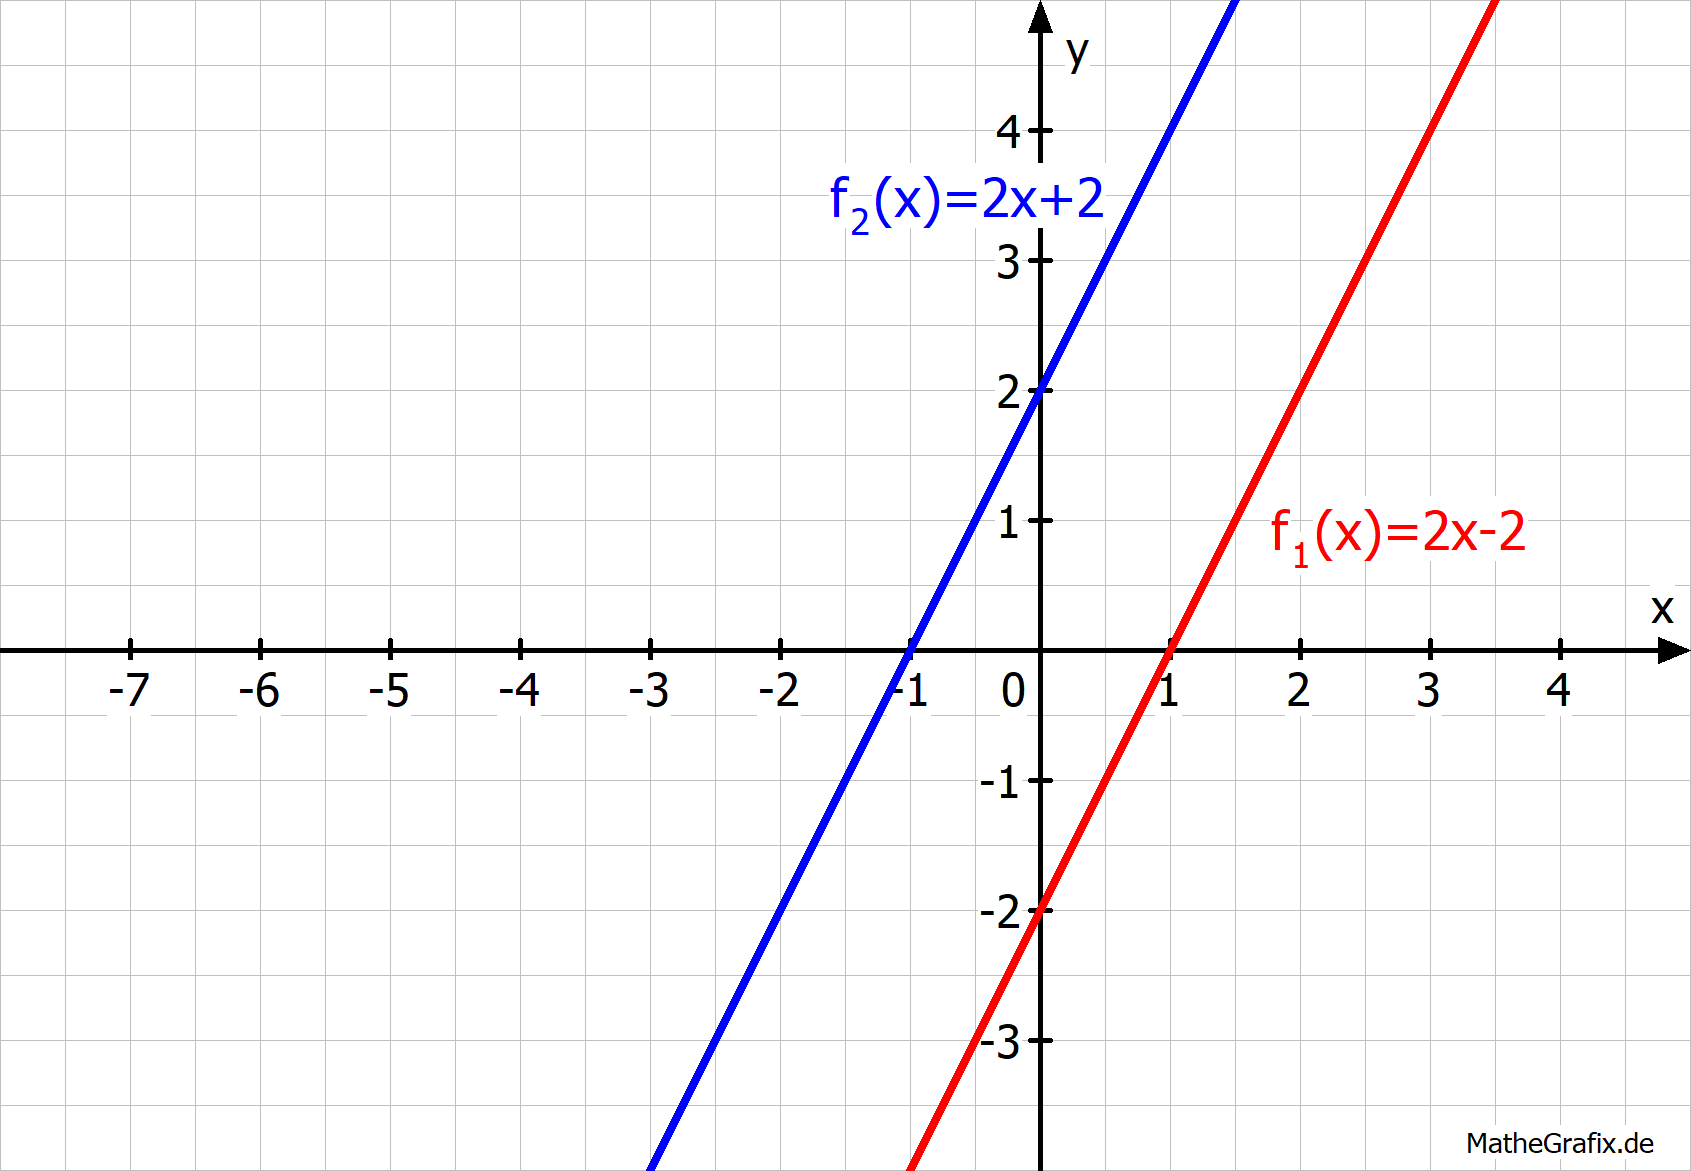 y
4
f₂(x)=2x+2
3
2
1
f₁(x)=2x-2
x
-7 -6 -5 -4 -3 -2 -1 0 1 2 3 4
-1
-2
-3
MatheGrafix.de